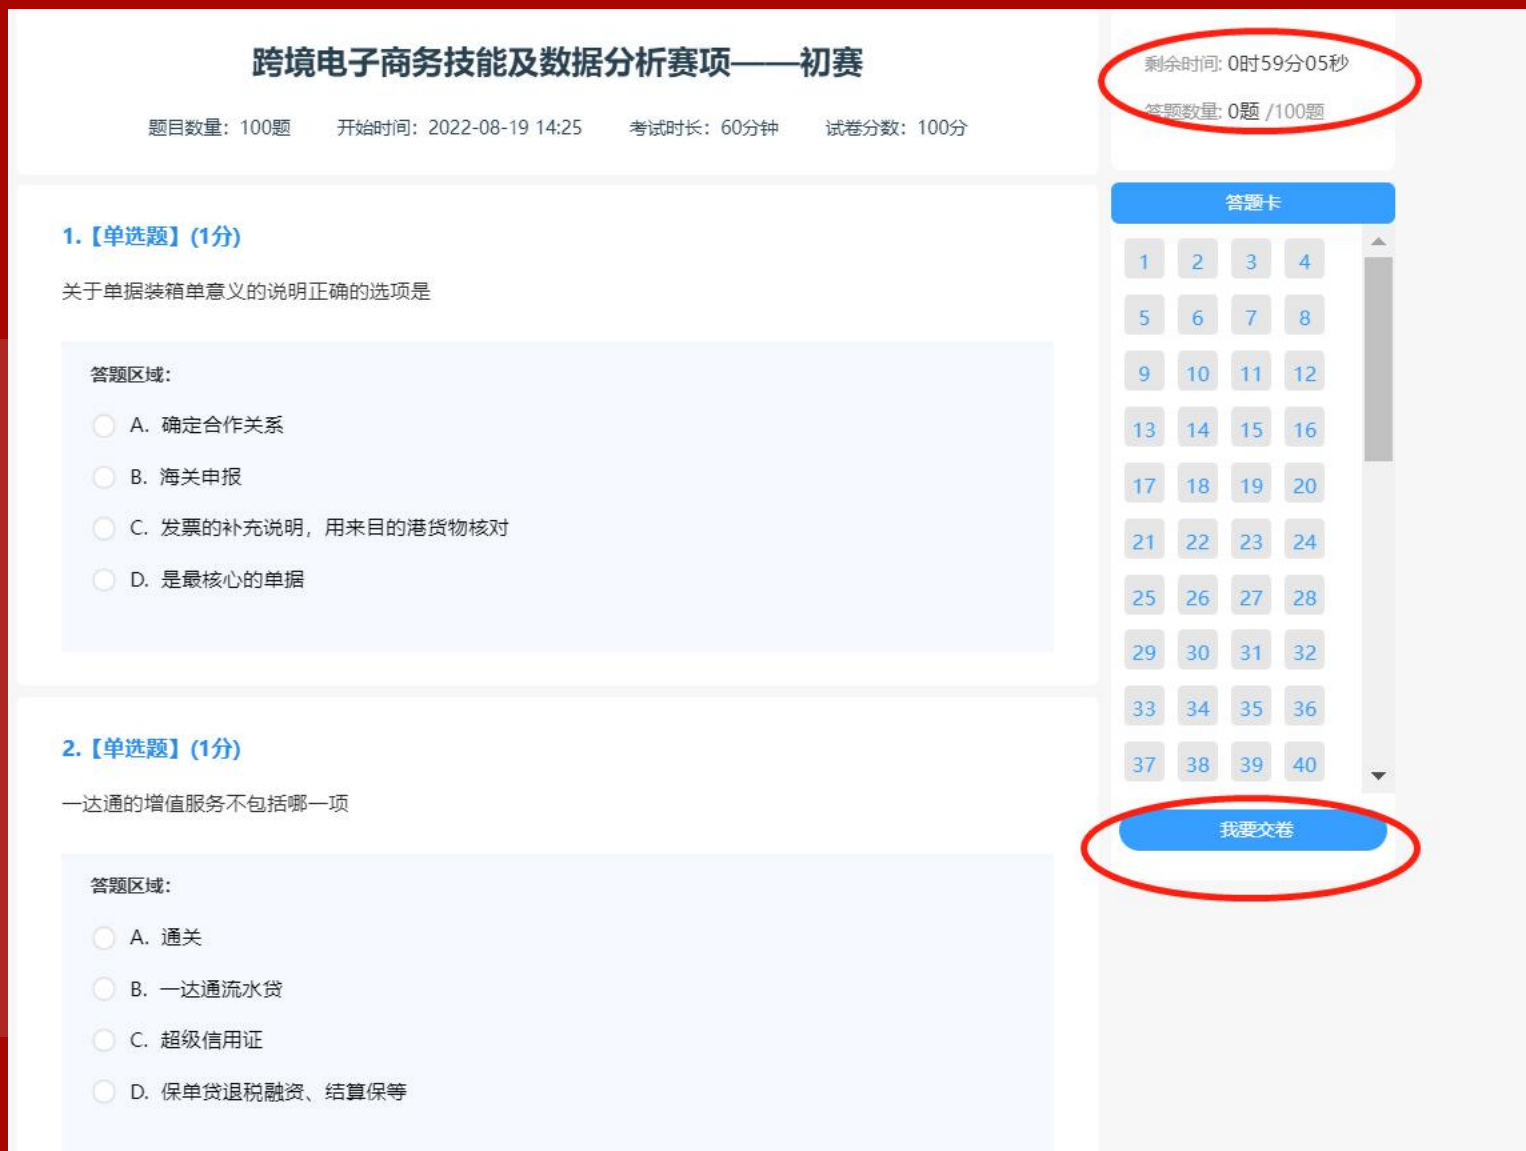 跨境电子商务技能及数据分析赛项——初赛
题目数量：100题 开始时间：2022-08-19 14:25 考试时长：60分钟 试卷分数：100分
剩余时间: 0时59分05秒
答题数量: 0题 /100题
1.【单选题】(1分)
关于单据装箱单意义的说明正确的选项是
答题区域：
A. 确定合作关系
B. 海关申报
C. 发票的补充说明，用来目的港货物核对
D. 是最核心的单据
2.【单选题】(1分)
一达通的增值服务不包括哪一项
答题区域：
A. 通关
B. 一达通流水贷
C. 超级信用证
D. 保单贷退税融资、结算保等
答题卡
1 2 3 4
5 6 7 8
9 10 11 12
13 14 15 16
17 18 19 20
21 22 23 24
25 26 27 28
29 30 31 32
33 34 35 36
37 38 39 40
我要交卷